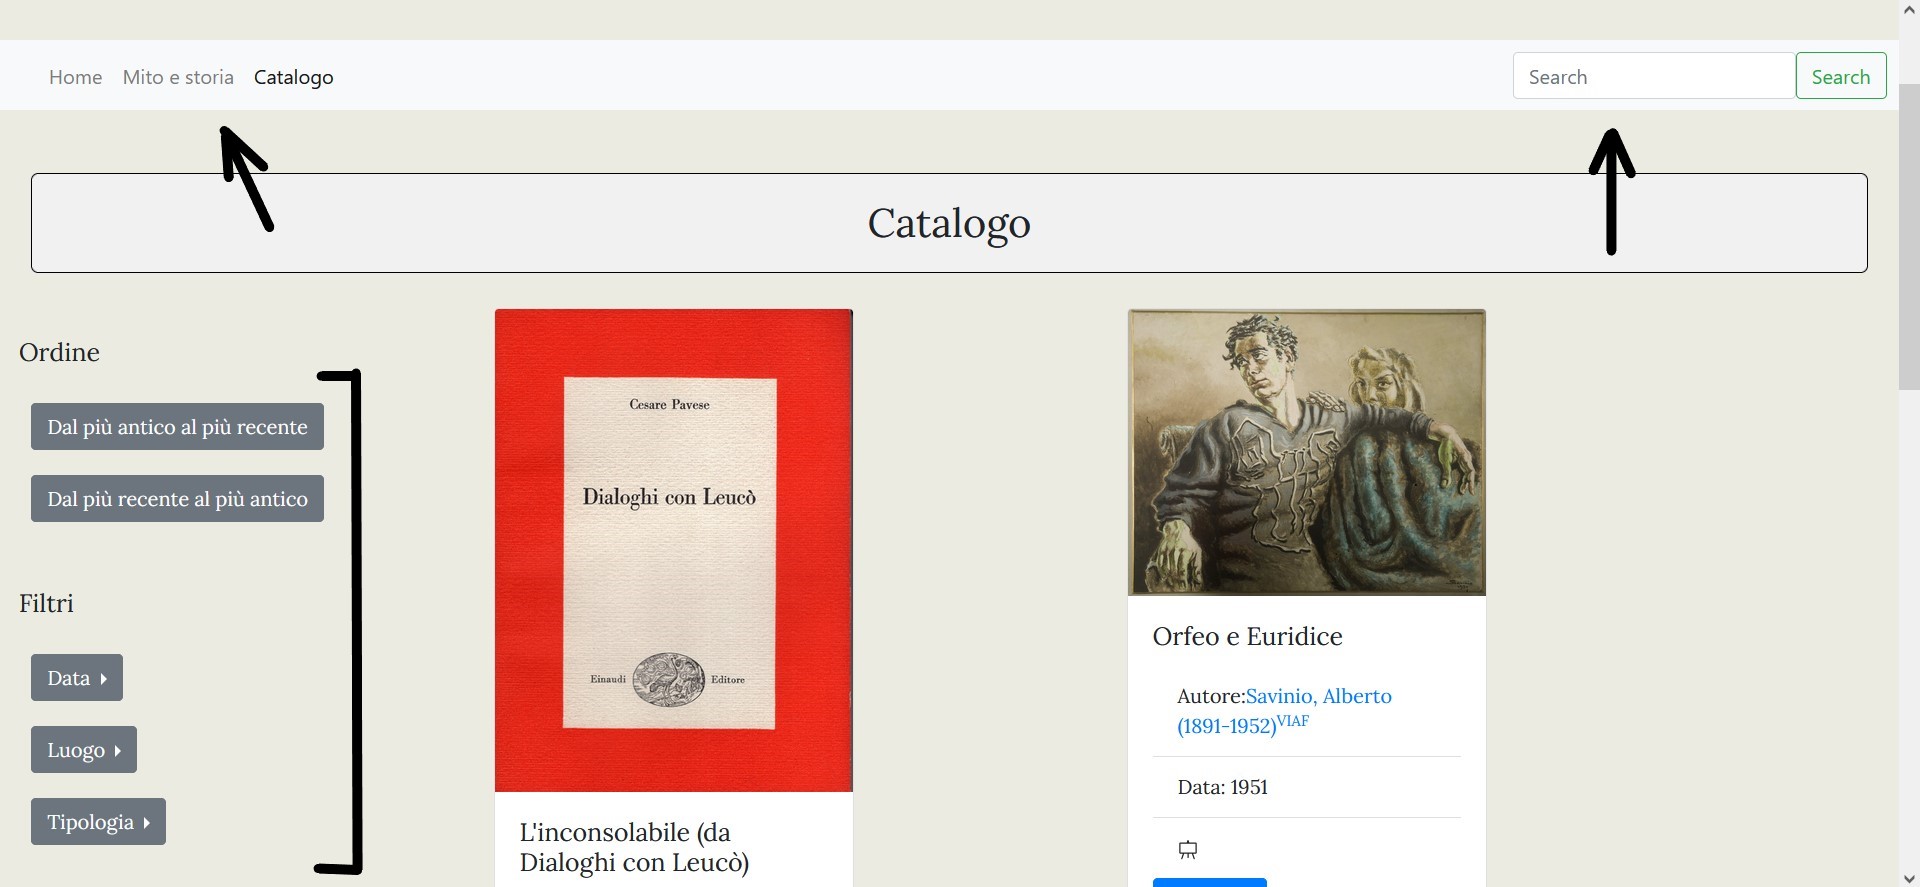 Home Mito e storia Catalogo
Search Search
Catalogo
Ordine
Dal più antico al più recente
Dal più recente al più antico
Filtri
Data
Luogo
Tipologia
Cesare Pavese
Dialoghi con Leucò
Einaudi Editore
L'inconsolabile (da
Dialoghi con Leucò)
Orfeo e Euridice
Autore:Savinio, Alberto
(1891-1952)VIAF
Data: 1951